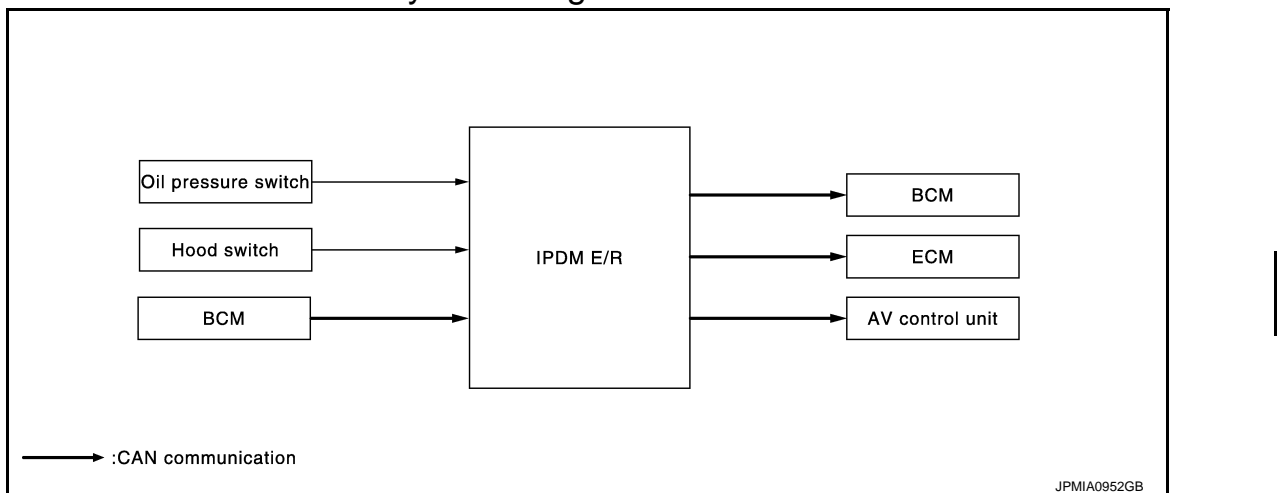 Oil pressure switch
Hood switch
BCM
IPDM E/R
BCM
ECM
AV control unit
:CAN communication
JPMIA0952GB